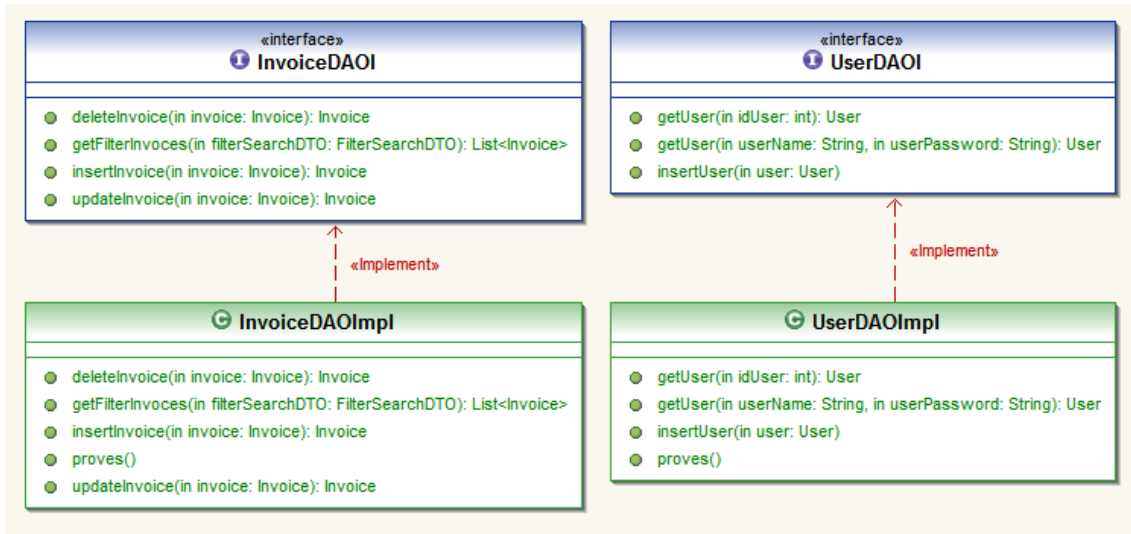 «interface»
InvoiceDAOI
deleteInvoice(in invoice: Invoice): Invoice
getFilterInvoces(in filterSearchDTO: FilterSearchDTO): List<Invoice>
insertInvoice(in invoice: Invoice): Invoice
updateInvoice(in invoice: Invoice): Invoice
«interface»
UserDAOI
getUser(in idUser: int): User
getUser(in userName: String, in userPassword: String): User
insertUser(in user: User)
«Implement»
«Implement»
InvoiceDAOImpl
deleteInvoice(in invoice: Invoice): Invoice
getFilterInvoces(in filterSearchDTO: FilterSearchDTO): List<Invoice>
insertInvoice(in invoice: Invoice): Invoice
proves()
updateInvoice(in invoice: Invoice): Invoice
UserDAOImpl
getUser(in idUser: int): User
getUser(in userName: String, in userPassword: String): User
insertUser(in user: User)
proves()